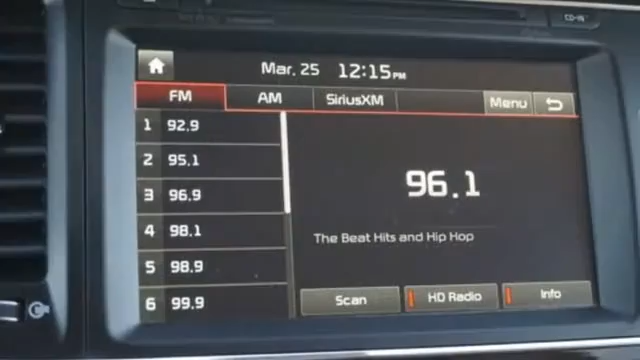 CD-IN
Mar. 25 12:15 PM
FM AM SiriusXM Menu
1 92.9
2 95.1
3 96.9
4 98.1
5 98.9
6 99.9
96.1
The Beat Hits and Hip Hop
Scan HD Radio Info